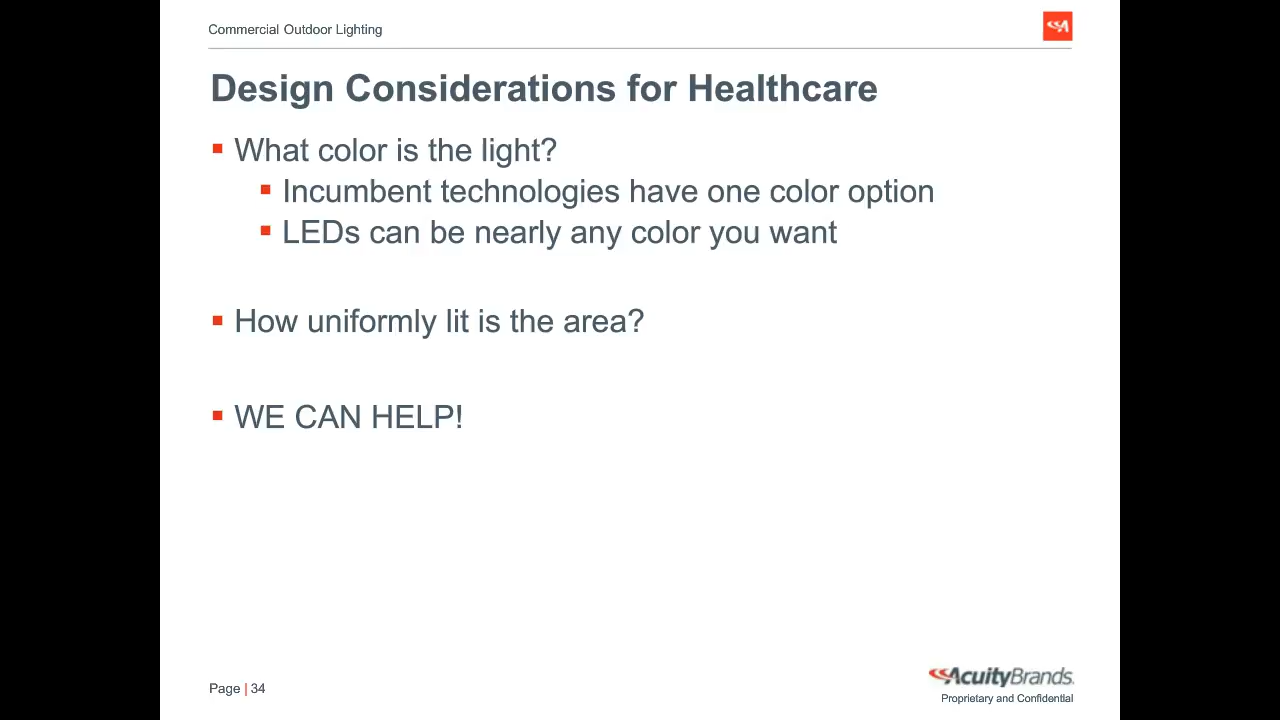 Commercial Outdoor Lighting
Design Considerations for Healthcare
What color is the light?
Incumbent technologies have one color option
LEDs can be nearly any color you want
How uniformly lit is the area?
WE CAN HELP!
AcuityBrands.
Page | 34
Proprietary and Confidential